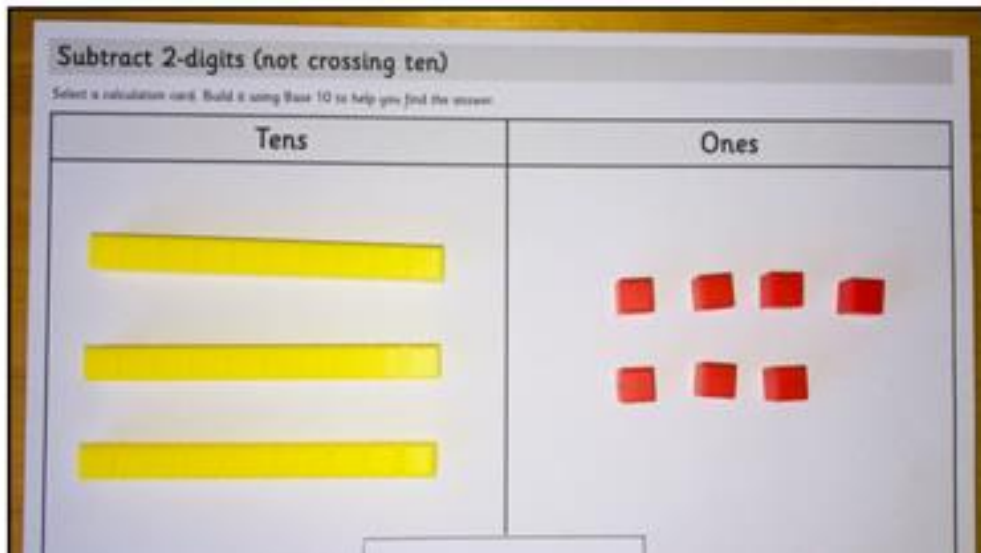 Subtract 2-digits (not crossing ten)
Select a calculation card. Build it using Base 10 to help you find the answer.
Tens
Ones